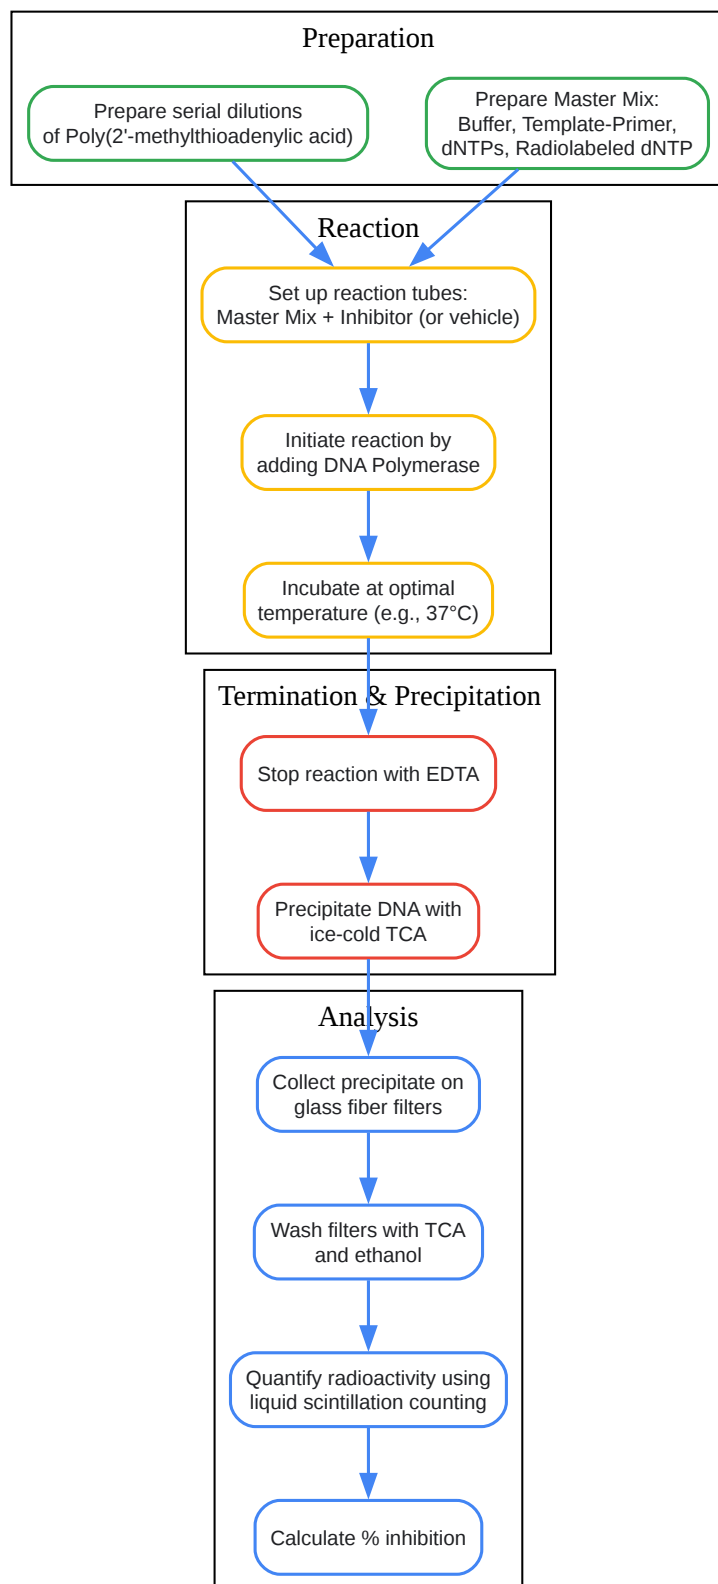 Preparation
Prepare serial dilutions
of Poly(2'-methylthioadenylic acid)
Prepare Master Mix:
Buffer, Template-Primer,
dNTPs, Radiolabeled dNTP
Reaction
Set up reaction tubes:
Master Mix + Inhibitor (or vehicle)
Initiate reaction by
adding DNA Polymerase
Incubate at optimal
temperature (e.g., 37°C)
Termination & Precipitation
Stop reaction with EDTA
Precipitate DNA with
ice-cold TCA
Analysis
Collect precipitate on
glass fiber filters
Wash filters with TCA
and ethanol
Quantify radioactivity using
liquid scintillation counting
Calculate % inhibition